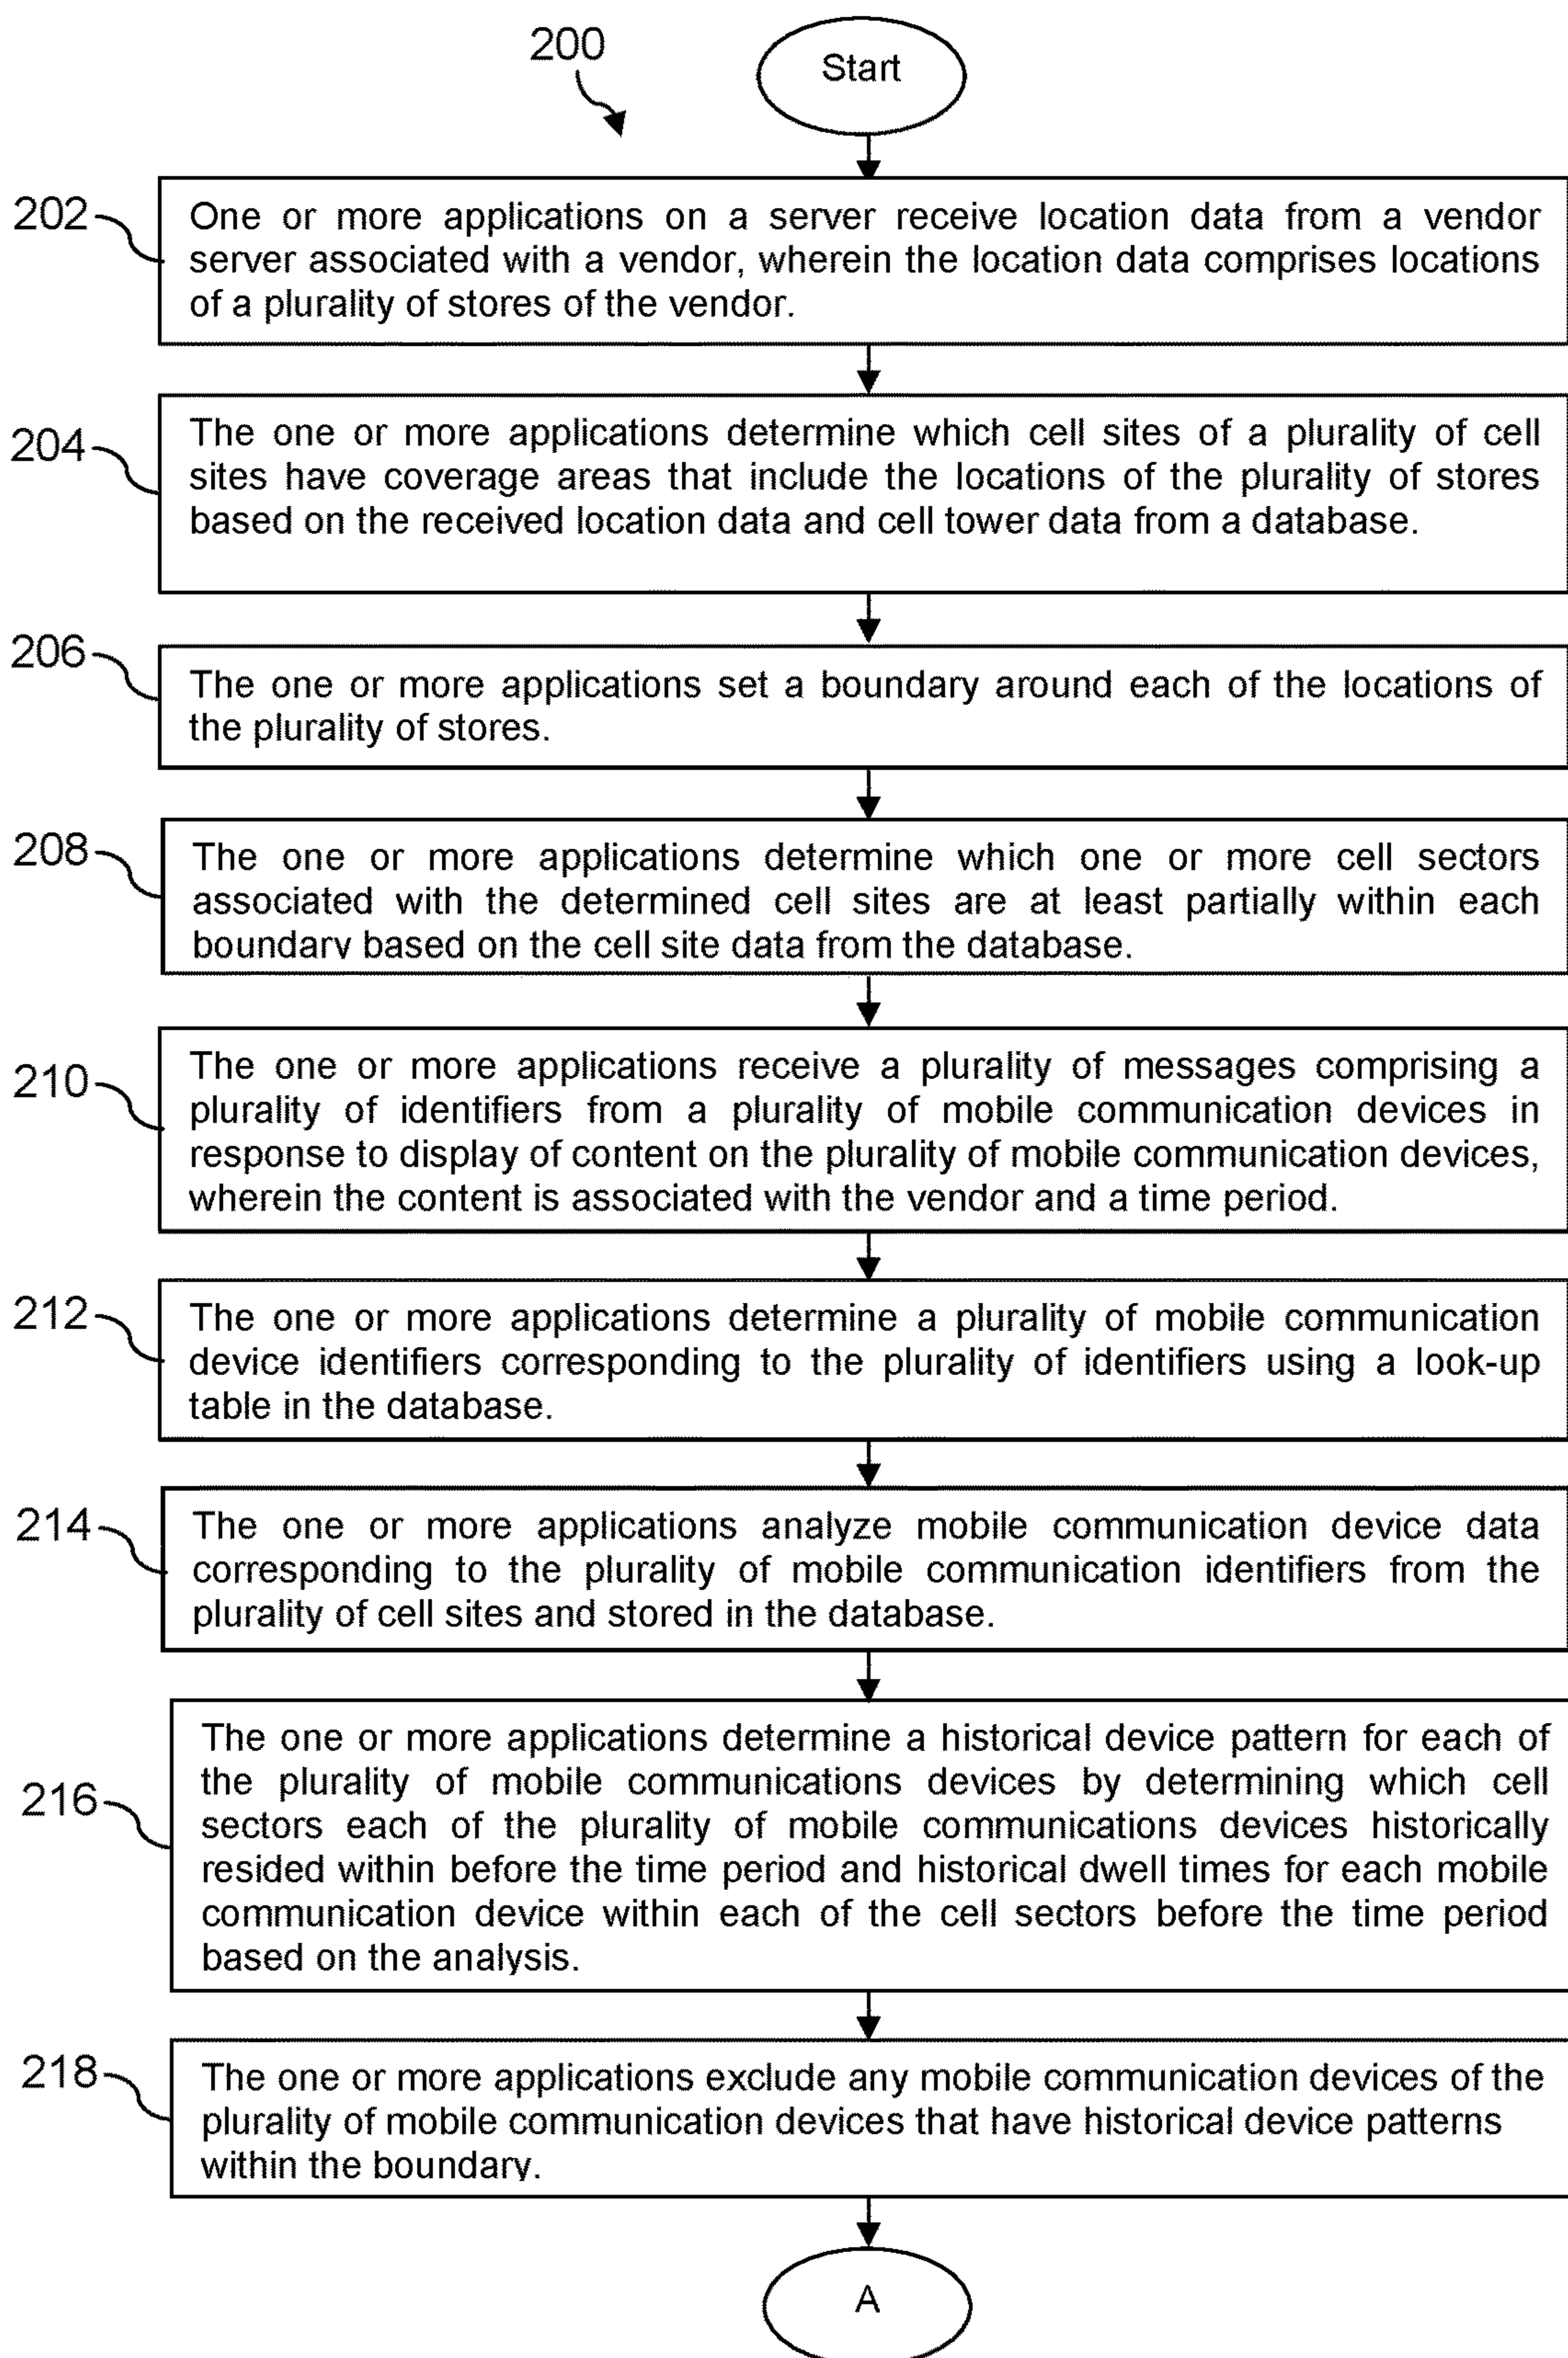 200
Start
202
One or more applications on a server receive location data from a vendor
server associated with a vendor, wherein the location data comprises locations
of a plurality of stores of the vendor.
204
The one or more applications determine which cell sites of a plurality of cell
sites have coverage areas that include the locations of the plurality of stores
based on the received location data and cell tower data from a database.
206
The one or more applications set a boundary around each of the locations of
the plurality of stores.
208
The one or more applications determine which one or more cell sectors
associated with the determined cell sites are at least partially within each
boundary based on the cell site data from the database.
210
The one or more applications receive a plurality of messages comprising a
plurality of identifiers from a plurality of mobile communication devices in
response to display of content on the plurality of mobile communication devices,
wherein the content is associated with the vendor and a time period.
212
The one or more applications determine a plurality of mobile communication
device identifiers corresponding to the plurality of identifiers using a look-up
table in the database.
214
The one or more applications analyze mobile communication device data
corresponding to the plurality of mobile communication identifiers from the
plurality of cell sites and stored in the database.
216
The one or more applications determine a historical device pattern for each of
the plurality of mobile communications devices by determining which cell
sectors each of the plurality of mobile communications devices historically
resided within before the time period and historical dwell times for each mobile
communication device within each of the cell sectors before the time period
based on the analysis.
218
The one or more applications exclude any mobile communication devices of the
plurality of mobile communication devices that have historical device patterns
within the boundary.
A